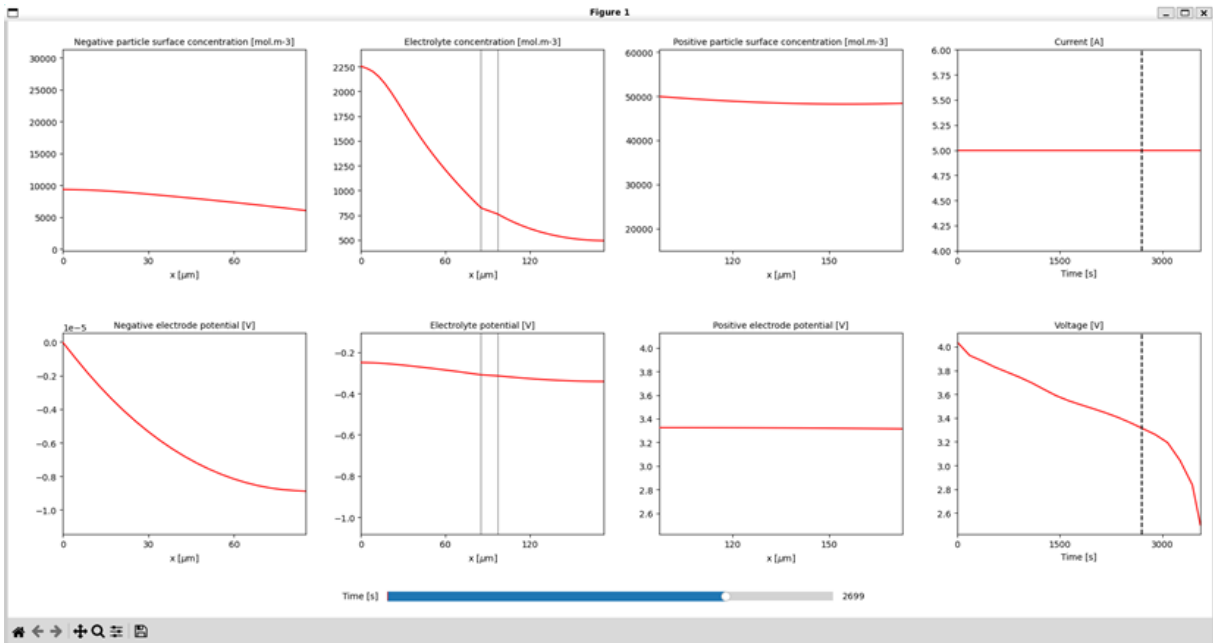 Figure 1
Negative particle surface concentration [mol.m-3]
30000
25000
20000
15000
10000
5000
0
0 30 60
x [μm]
Electrolyte concentration [mol.m-3]
2250
2000
1750
1500
1250
1000
750
500
0 60 120
x [μm]
Positive particle surface concentration [mol.m-3]
60000
50000
40000
30000
20000
120 150
x [μm]
Current [A]
6.00
5.75
5.50
5.25
5.00
4.75
4.50
4.25
4.00
0 1500 3000
Time [s]
Negative electrode potential [V]
1e−5
0.0
−0.2
−0.4
−0.6
−0.8
−1.0
0 30 60
x [μm]
Electrolyte potential [V]
−0.2
−0.4
−0.6
−0.8
−1.0
0 60 120
x [μm]
Positive electrode potential [V]
4.0
3.8
3.6
3.4
3.2
3.0
2.8
2.6
120 150
x [μm]
Voltage [V]
4.0
3.8
3.6
3.4
3.2
3.0
2.8
2.6
0 1500 3000
Time [s]
Time [s] 2699